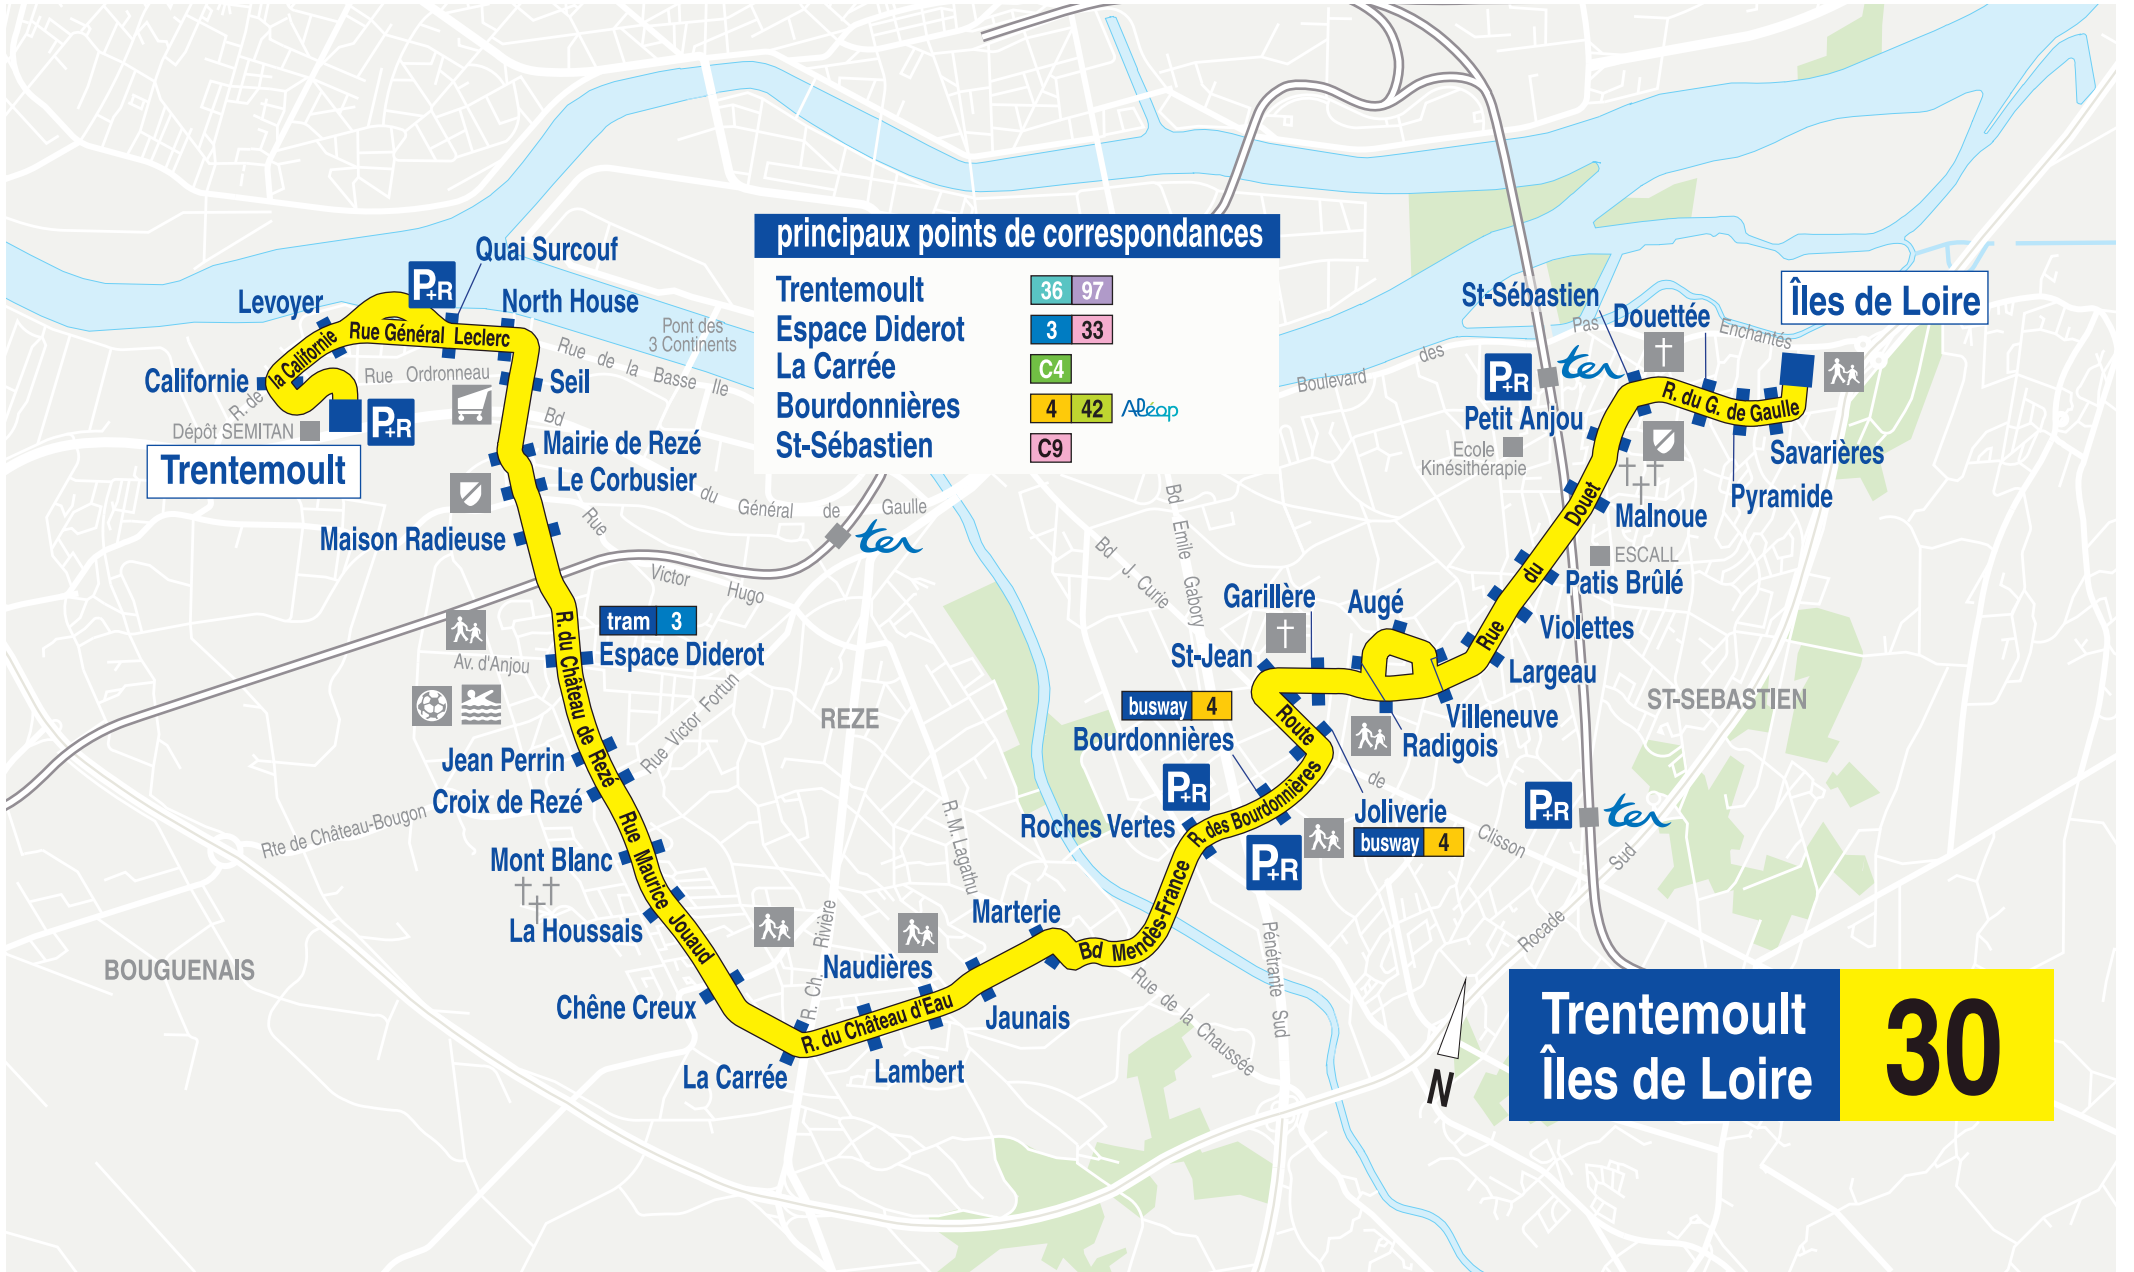 principaux points de correspondances
Trentemoult 36 97
Espace Diderot 3 33
La Carrée C4
Bourdonnières 4 42 Aléop
St-Sébastien C9
Quai Surcouf
P+R
Levoyer
North House
Rue Général Leclerc
la Californie
R. de
Californie
Rue Ordronneau
Seil
Pont des
3 Continents
Rue de la Basse Ile
Bd
Dépôt SEMITAN
P+R
Trentemoult
Mairie de Rezé
Le Corbusier
du Général de Gaulle
Rue
Maison Radieuse
ter
Victor Hugo
tram 3
Espace Diderot
R. du Château de Rezé
Av. d'Anjou
Rue Victor Fortun
REZE
Jean Perrin
Croix de Rezé
Rte de Château-Bougon
Rue Maurice Jouaud
Mont Blanc
La Houssais
BOUGUENAIS
Chêne Creux
La Carrée
R. Ch. Rivière
R. du Château d'Eau
Naudières
Lambert
Jaunais
Marterie
R. M. Lagathu
Bd Mendès-France
Rue de la Chaussée
Pénétrante Sud
Roches Vertes
R. des Bourdonnières
P+R
P+R
busway 4
Bourdonnières
Joliverie
busway 4
Route
de
Clisson
St-Jean
Garillère
Augé
Bd J. Curie
Bd Emile Gabory
Radigois
Villeneuve
Largeau
Violettes
Patis Brûlé
ESCALL
Rue du Douet
Malnoue
Ecole
Kinésithérapie
Petit Anjou
P+R
ter
St-Sébastien
Douettée
Boulevard des Pas Enchantés
R. du G. de Gaulle
Pyramide
Savarières
Îles de Loire
ST-SEBASTIEN
P+R
ter
Rocade Sud
N
Trentemoult
Îles de Loire
30